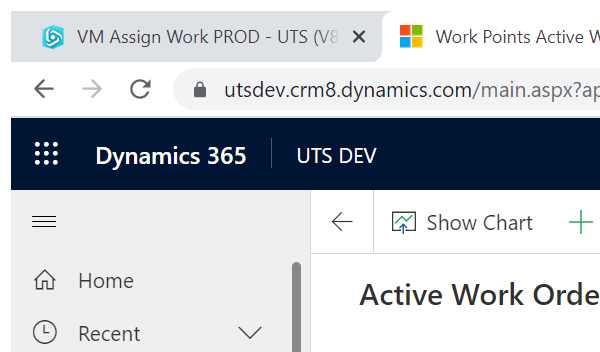 VM Assign Work PROD - UTS (V8
Work Points Active W
utsdev.crm8.dynamics.com/main.aspx?ap
Dynamics 365
UTS DEV
Show Chart
Home
Active Work Orde
Recent